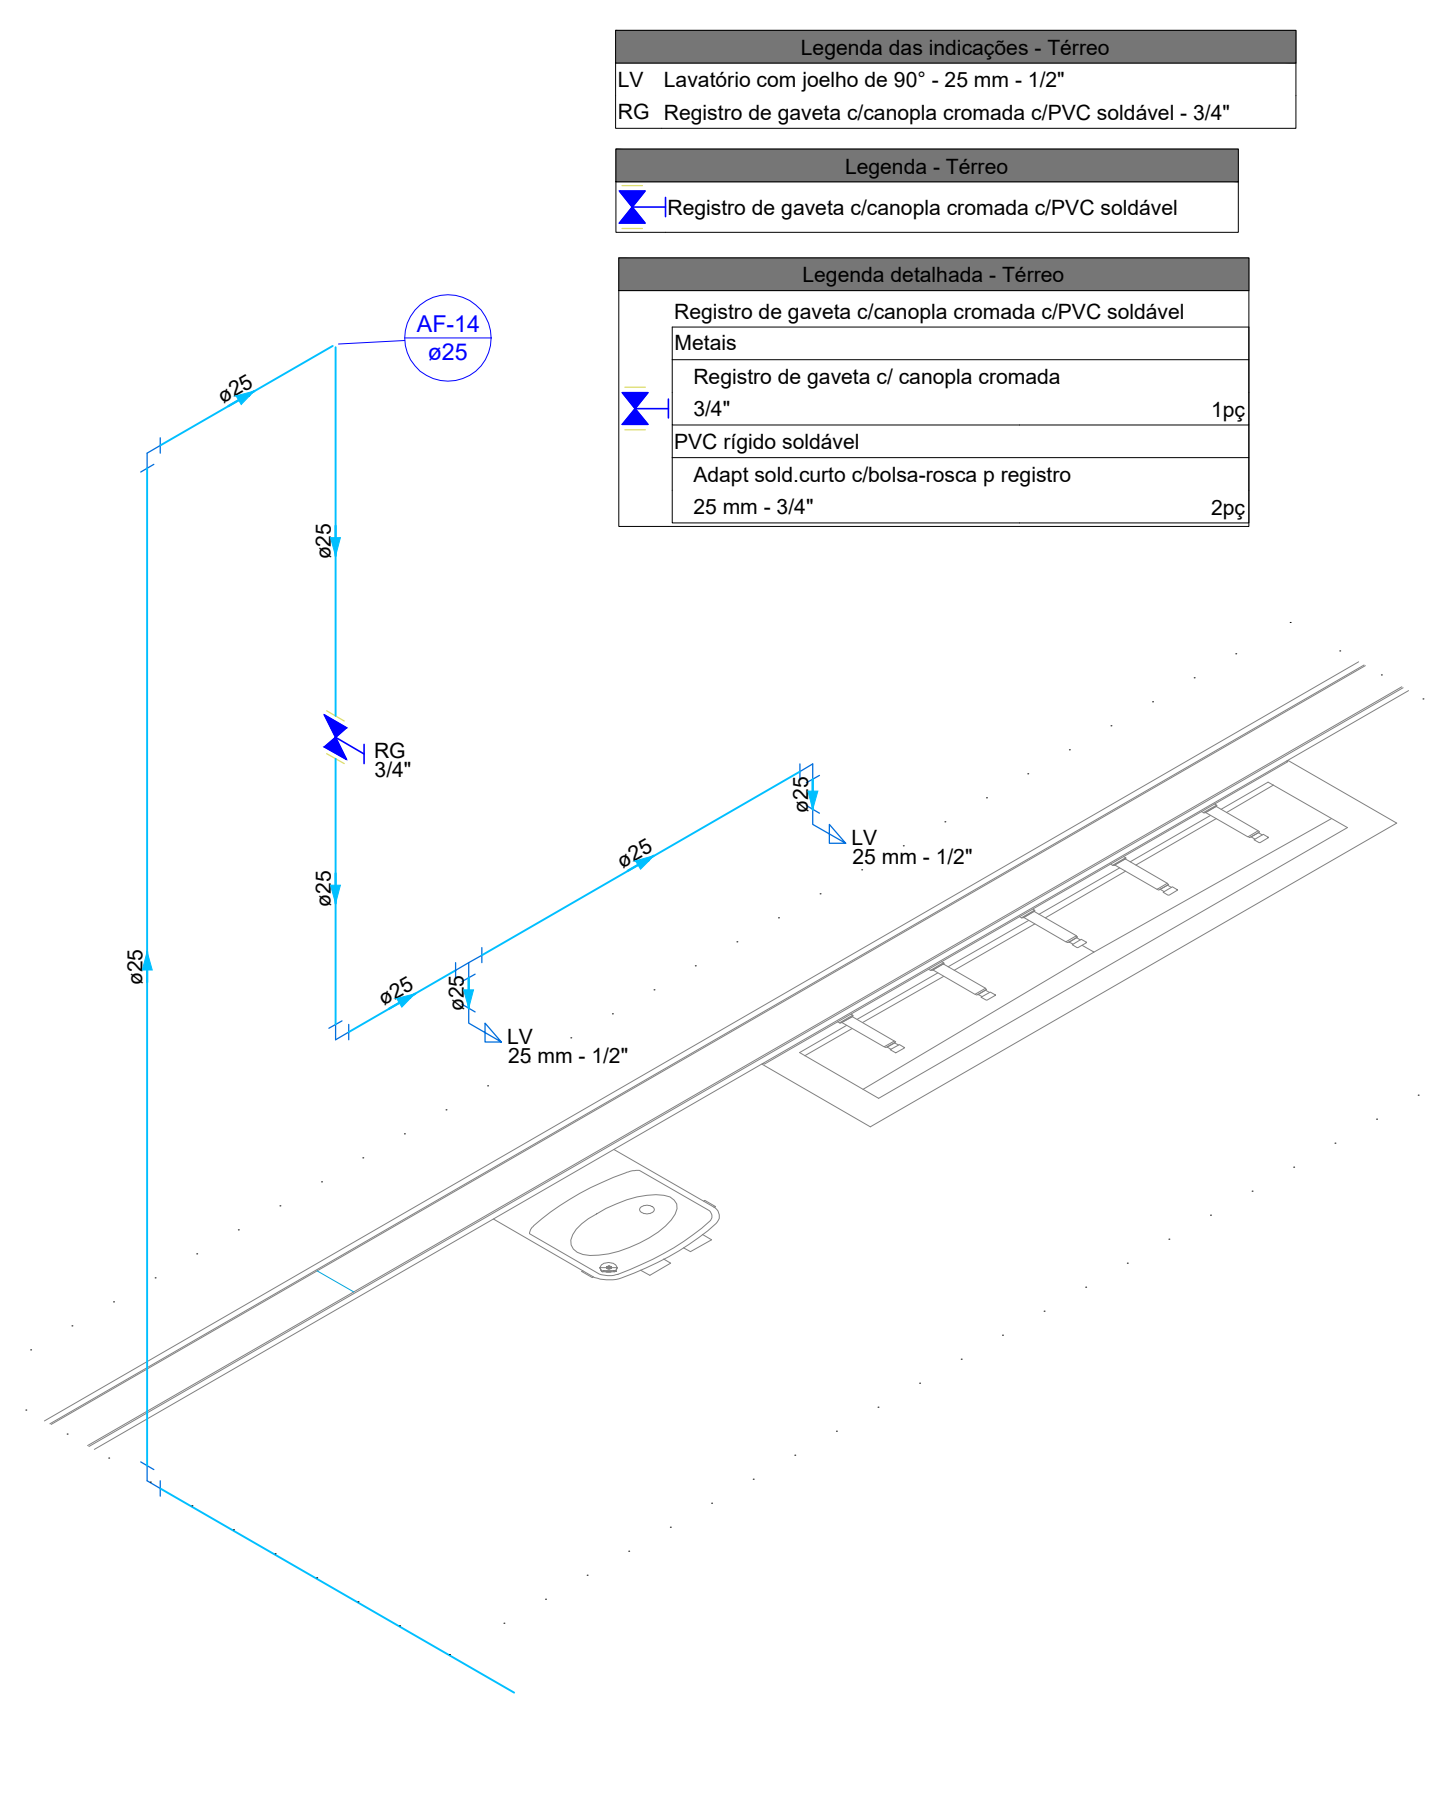 Legenda das indicações - Térreo
LV Lavatório com joelho de 90° - 25 mm - 1/2"
RG Registro de gaveta c/canopla cromada c/PVC soldável - 3/4"
Legenda - Térreo
Registro de gaveta c/canopla cromada c/PVC soldável
Legenda detalhada - Térreo
Registro de gaveta c/canopla cromada c/PVC soldável
Metais
Registro de gaveta c/ canopla cromada
3/4" 1pç
PVC rígido soldável
Adapt sold.curto c/bolsa-rosca p registro
25 mm - 3/4" 2pç
AF-14
ø25
ø25
ø25
RG
3/4"
ø25
ø25
LV
25 mm - 1/2"
ø25
ø25
ø25
ø25
LV
25 mm - 1/2"
ø25